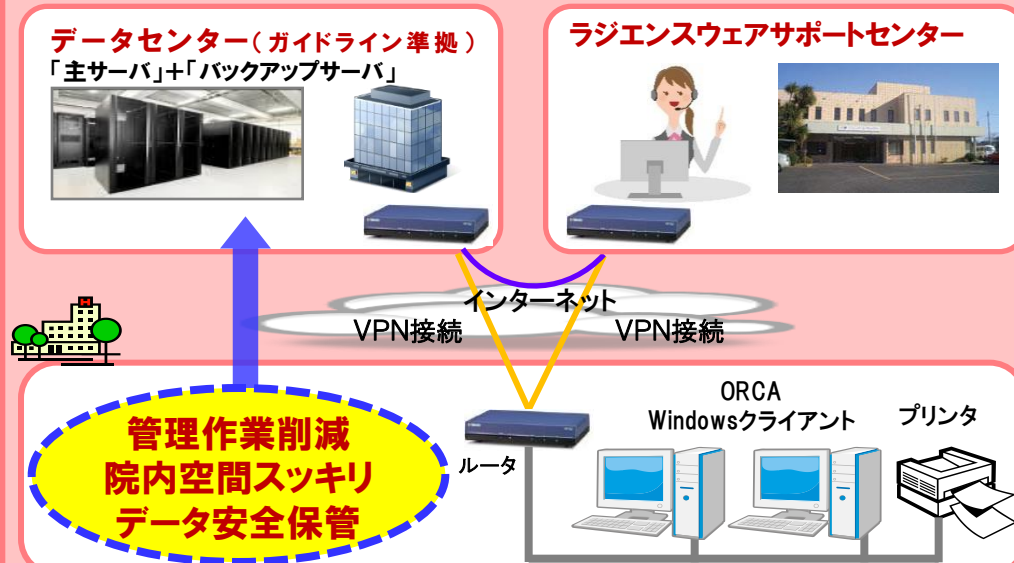 データセンター(ガイドライン準拠)
「主サーバ」+「バックアップサーバ」
ラジエンスウェアサポートセンター
インターネット
VPN接続
VPN接続
管理作業削減
院内空間スッキリ
データ安全保管
ルータ
ORCA
Windowsクライアント
プリンタ
H